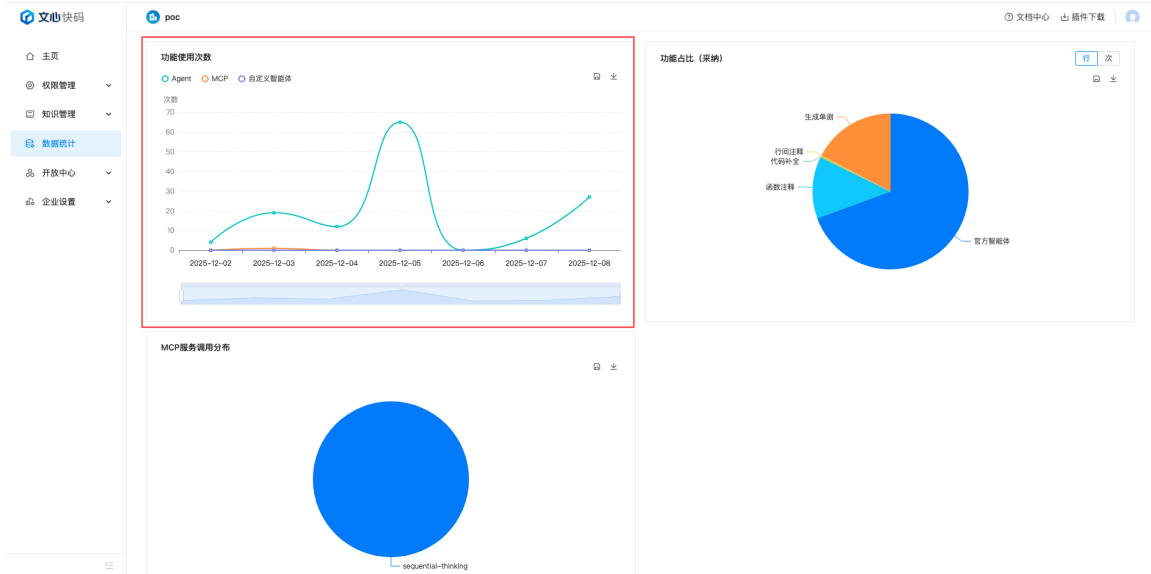 文心快码
poc
文档中心 插件下载
主页
权限管理
知识管理
数据统计
开放中心
企业设置
功能使用次数
Agent MCP 自定义智能体
次数
70
60
50
40
30
20
10
0
2025-12-02 2025-12-03 2025-12-04 2025-12-05 2025-12-06 2025-12-07 2025-12-08
功能占比（采纳）
行 次
生成单测
行间注释
代码补全
函数注释
官方智能体
MCP服务调用分布
sequential-thinking